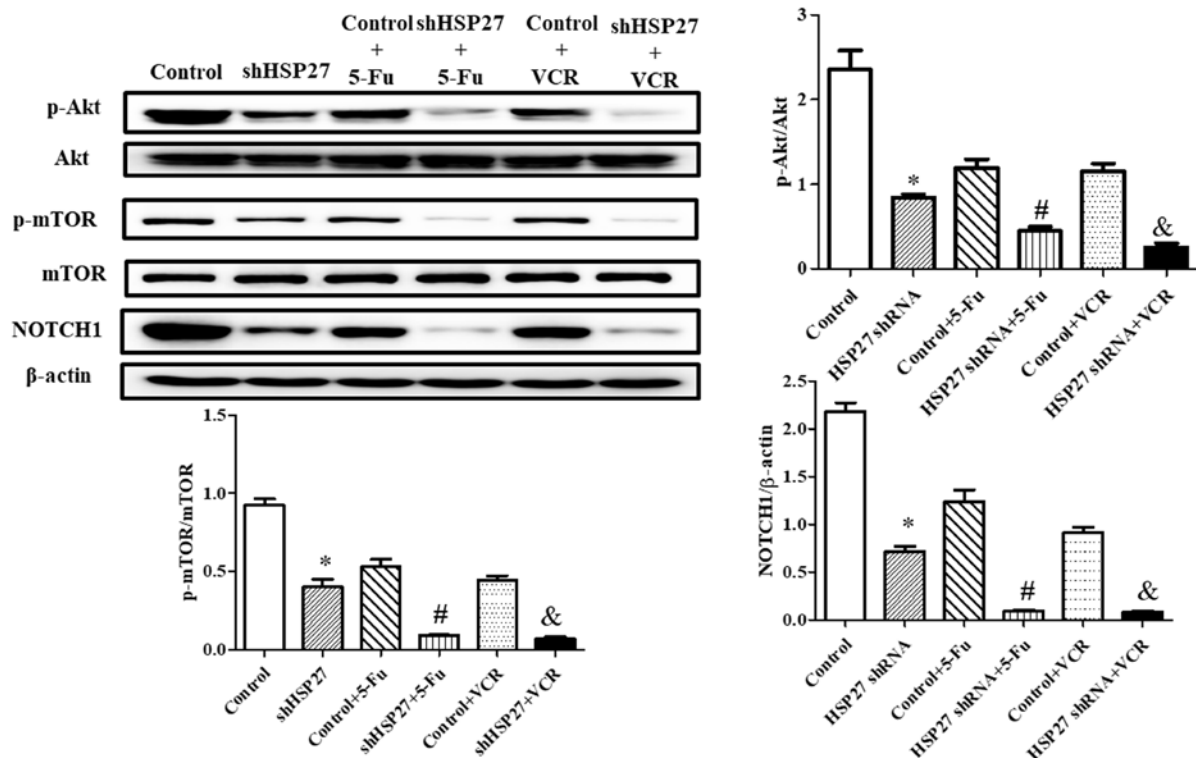 Control shHSP27 Control shHSP27
+ + + +
Control shHSP27 5-Fu 5-Fu VCR VCR
p-Akt
Akt
p-mTOR
mTOR
NOTCH1
β-actin
p-Akt/Akt
3
2
1
0
*
#
&
Control
HSP27 shRNA
Control+5-Fu
HSP27 shRNA+5-Fu
Control+VCR
HSP27 shRNA+VCR
p-mTOR/mTOR
1.5
1.0
0.5
0.0
*
#
&
Control
shHSP27
Control+5-Fu
shHSP27+5-Fu
Control+VCR
shHSP27+VCR
NOTCH1/β-actin
2.5
2.0
1.5
1.0
0.5
0.0
*
#
&
Control
HSP27 shRNA
Control+5-Fu
HSP27 shRNA+5-Fu
Control+VCR
HSP27 shRNA+VCR